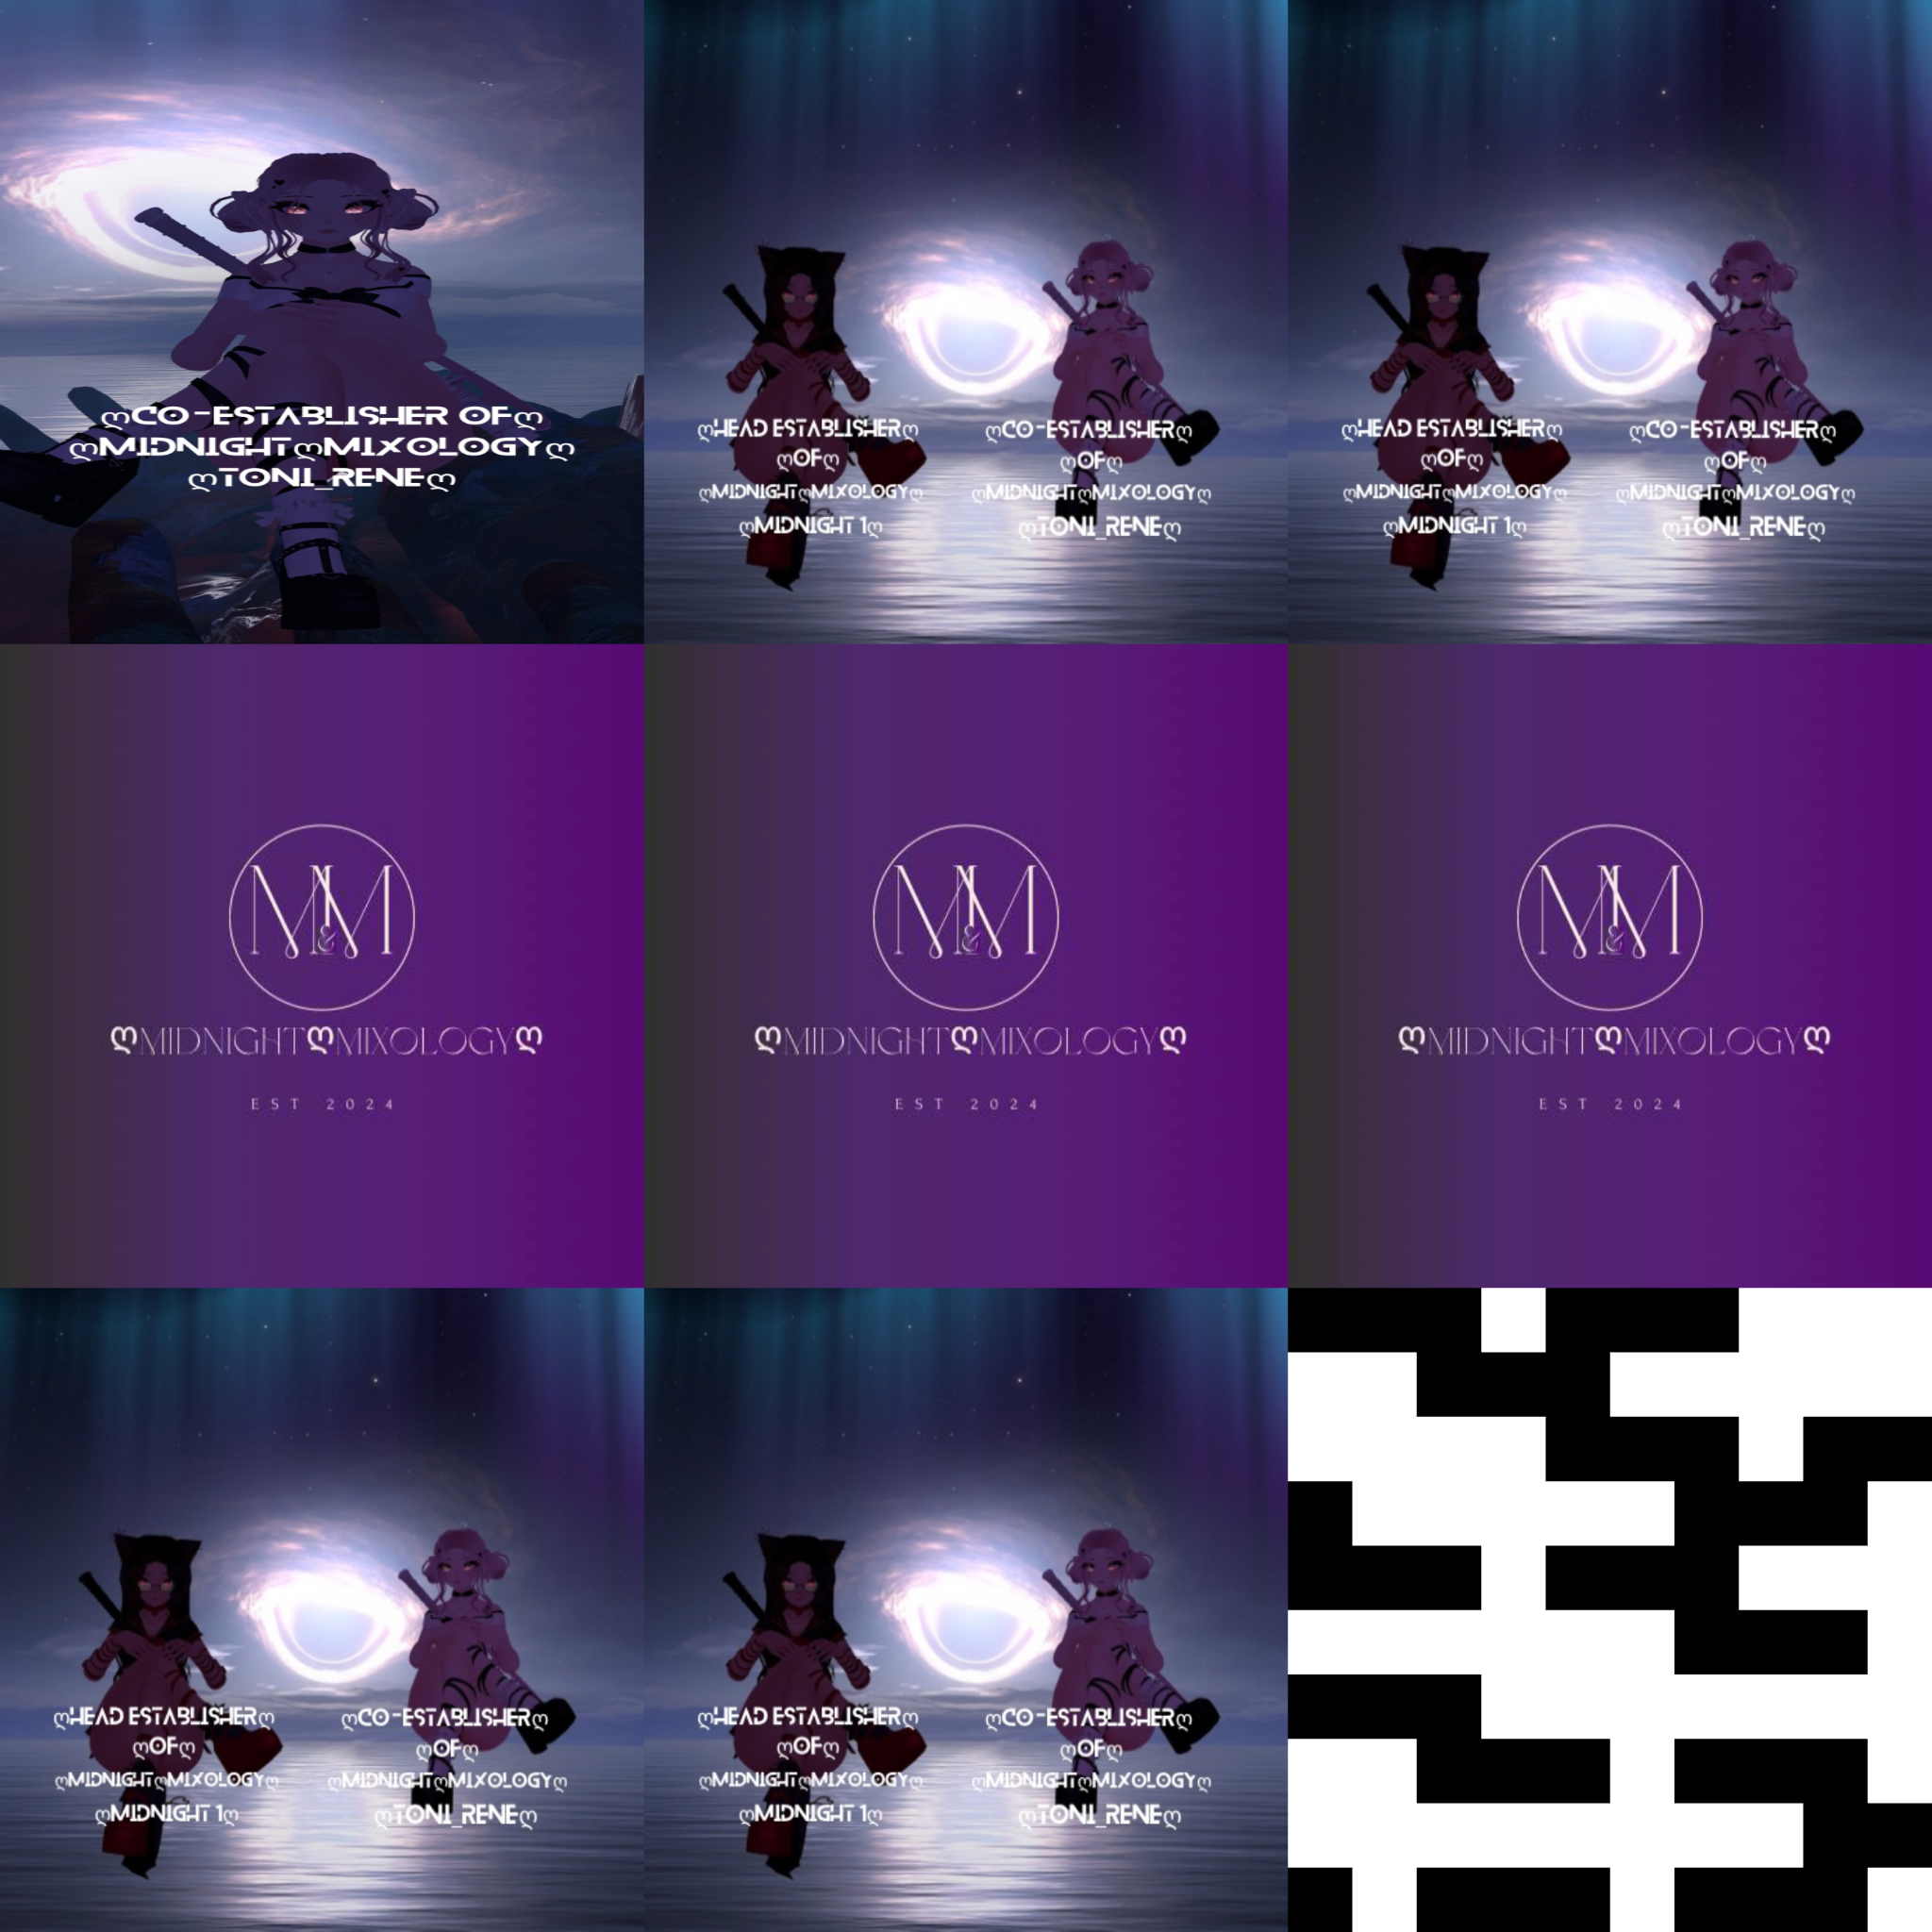 ღCO-ESTABLISHER OFღ
ღMIDNIGHTღMIXOLOGYღ
ღTONI_RENEღ
ღHEAD ESTABLISHERღ
ღOFღ
ღMIDNIGHTღMIXOLOGYღ
ღMIDNIGHT 1ღ
ღCO-ESTABLISHERღ
ღOFღ
ღMIDNIGHTღMIXOLOGYღ
ღTONI_RENEღ
ღHEAD ESTABLISHERღ
ღOFღ
ღMIDNIGHTღMIXOLOGYღ
ღMIDNIGHT 1ღ
ღCO-ESTABLISHERღ
ღOFღ
ღMIDNIGHTღMIXOLOGYღ
ღTONI_RENEღ
M&M
ღMIDNIGHTღMIXOLOGYღ
EST 2024
M&M
ღMIDNIGHTღMIXOLOGYღ
EST 2024
M&M
ღMIDNIGHTღMIXOLOGYღ
EST 2024
ღHEAD ESTABLISHERღ
ღOFღ
ღMIDNIGHTღMIXOLOGYღ
ღMIDNIGHT 1ღ
ღCO-ESTABLISHERღ
ღOFღ
ღMIDNIGHTღMIXOLOGYღ
ღTONI_RENEღ
ღHEAD ESTABLISHERღ
ღOFღ
ღMIDNIGHTღMIXOLOGYღ
ღMIDNIGHT 1ღ
ღCO-ESTABLISHERღ
ღOFღ
ღMIDNIGHTღMIXOLOGYღ
ღTONI_RENEღ